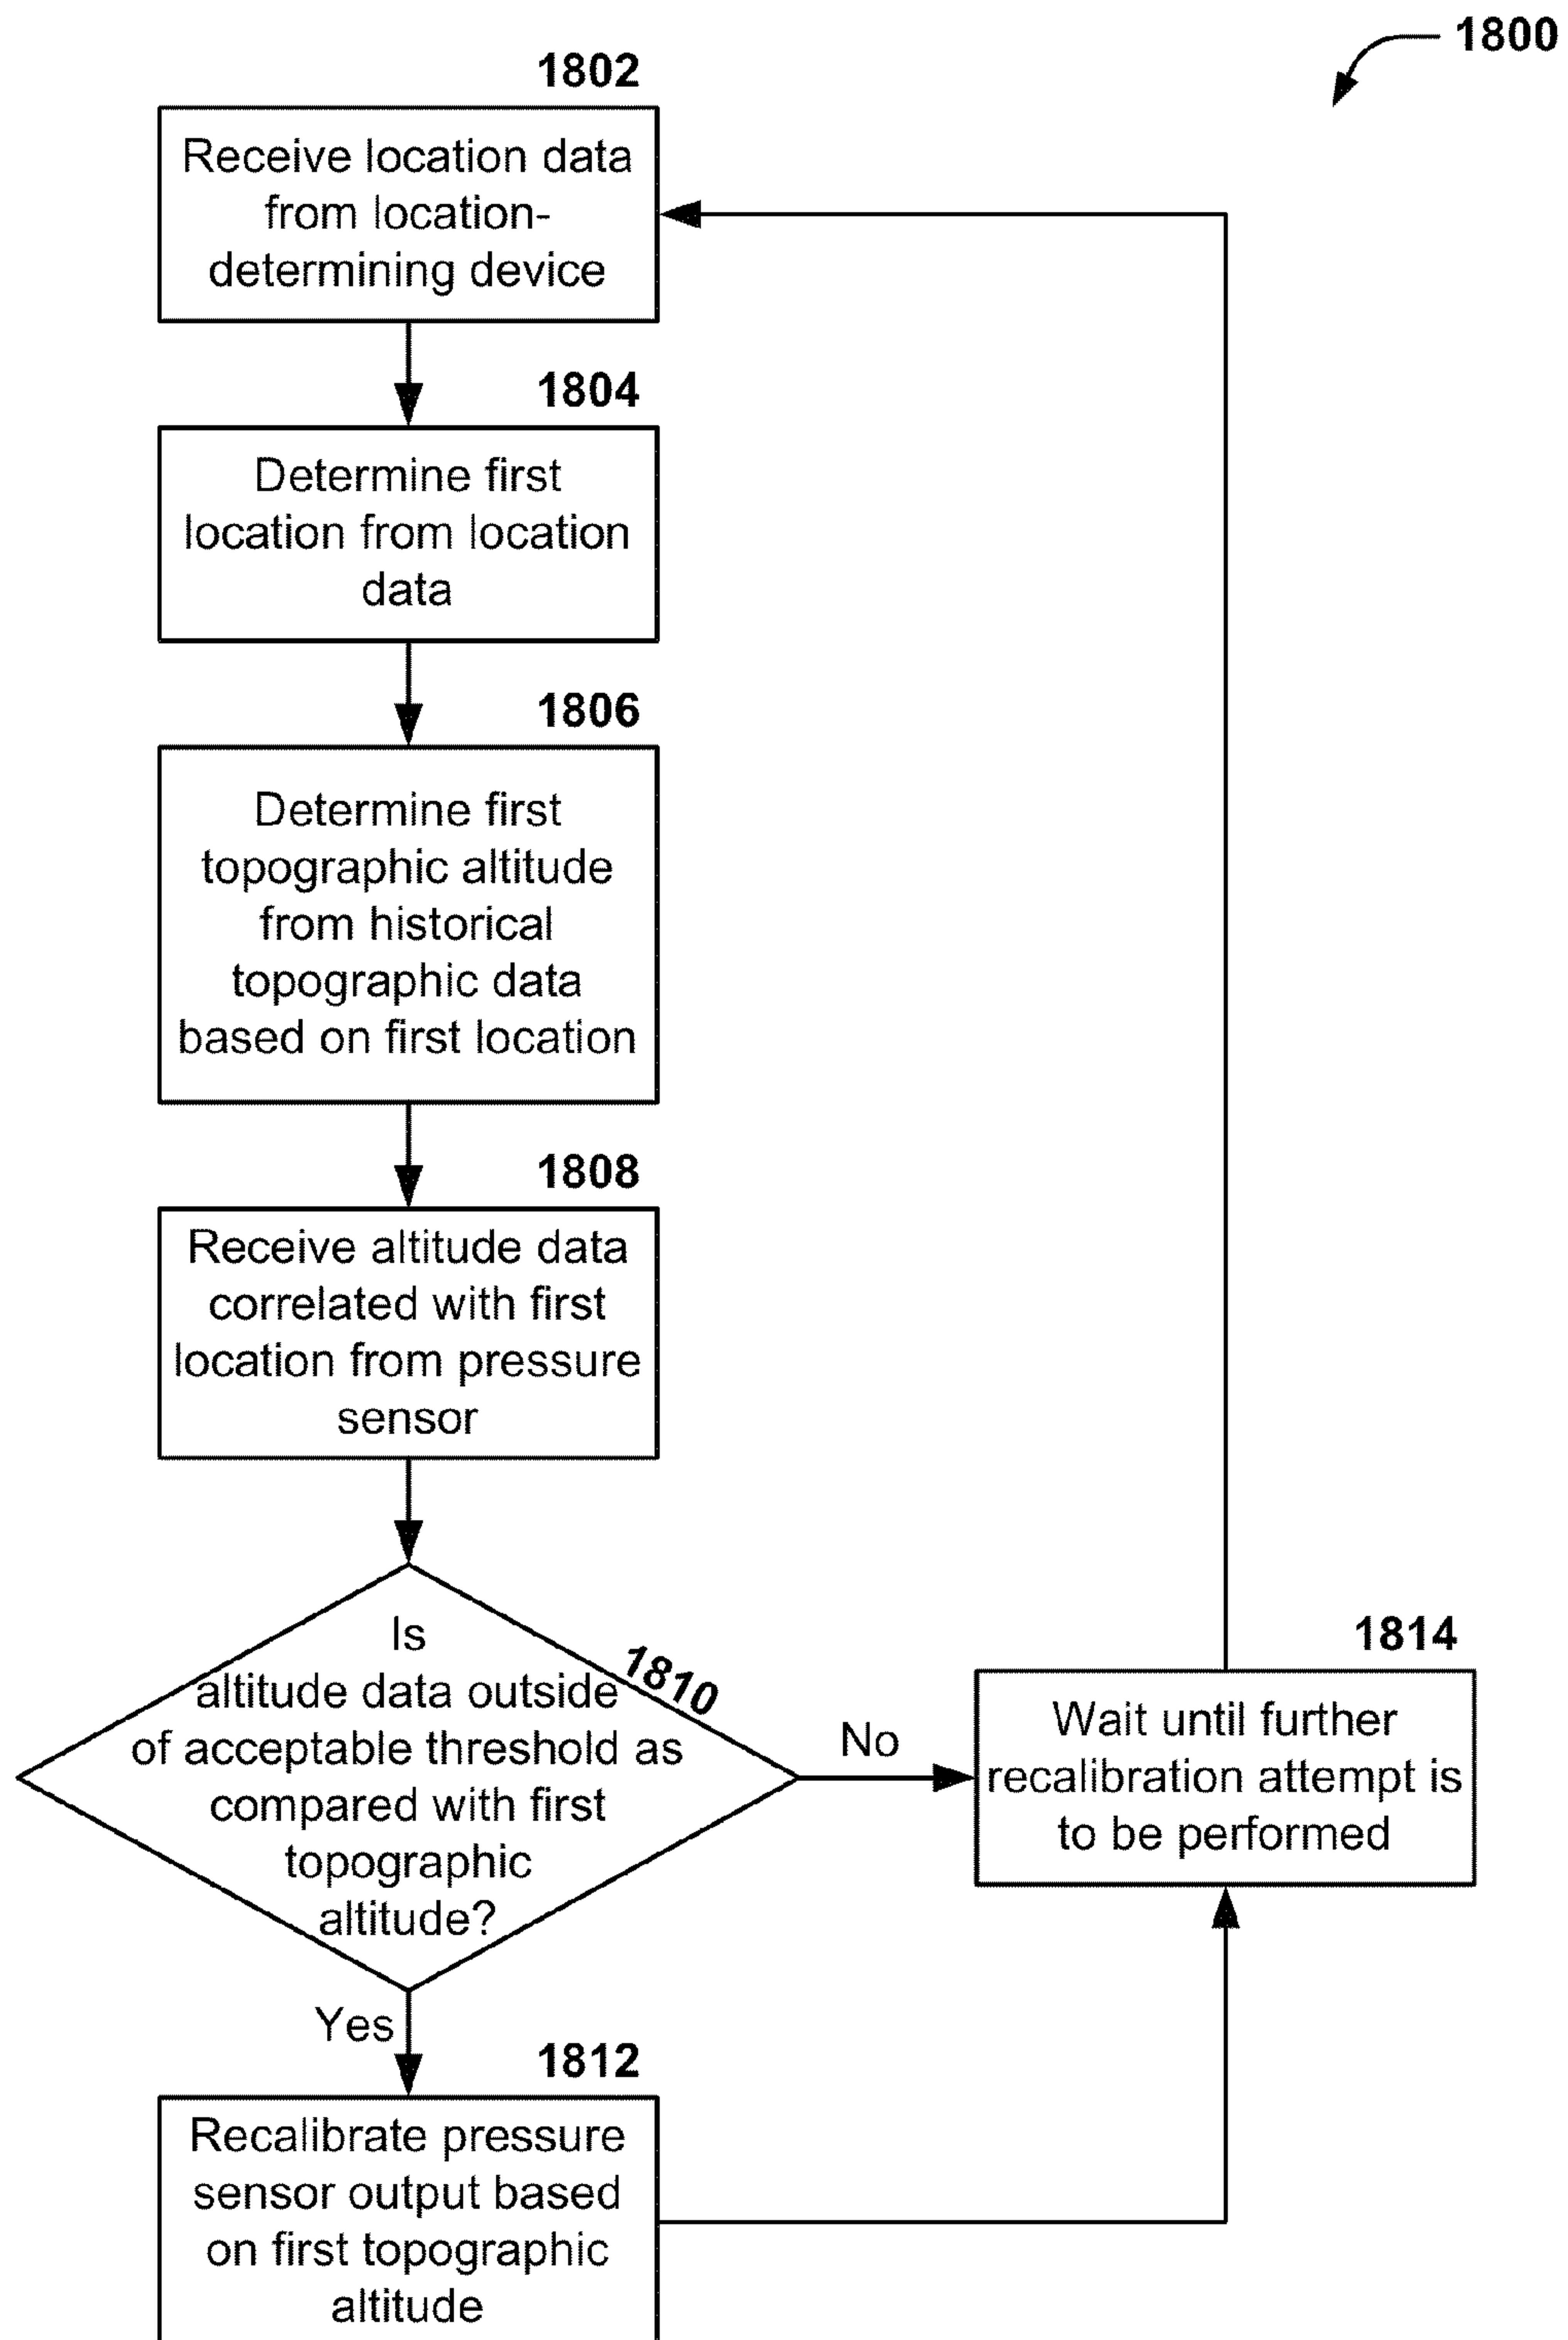 1800
1802
Receive location data
from location-
determining device
1804
Determine first
location from location
data
1806
Determine first
topographic altitude
from historical
topographic data
based on first location
1808
Receive altitude data
correlated with first
location from pressure
sensor
1810
Is
altitude data outside
of acceptable threshold as
compared with first
topographic
altitude?
No
1814
Wait until further
recalibration attempt is
to be performed
Yes
1812
Recalibrate pressure
sensor output based
on first topographic
altitude